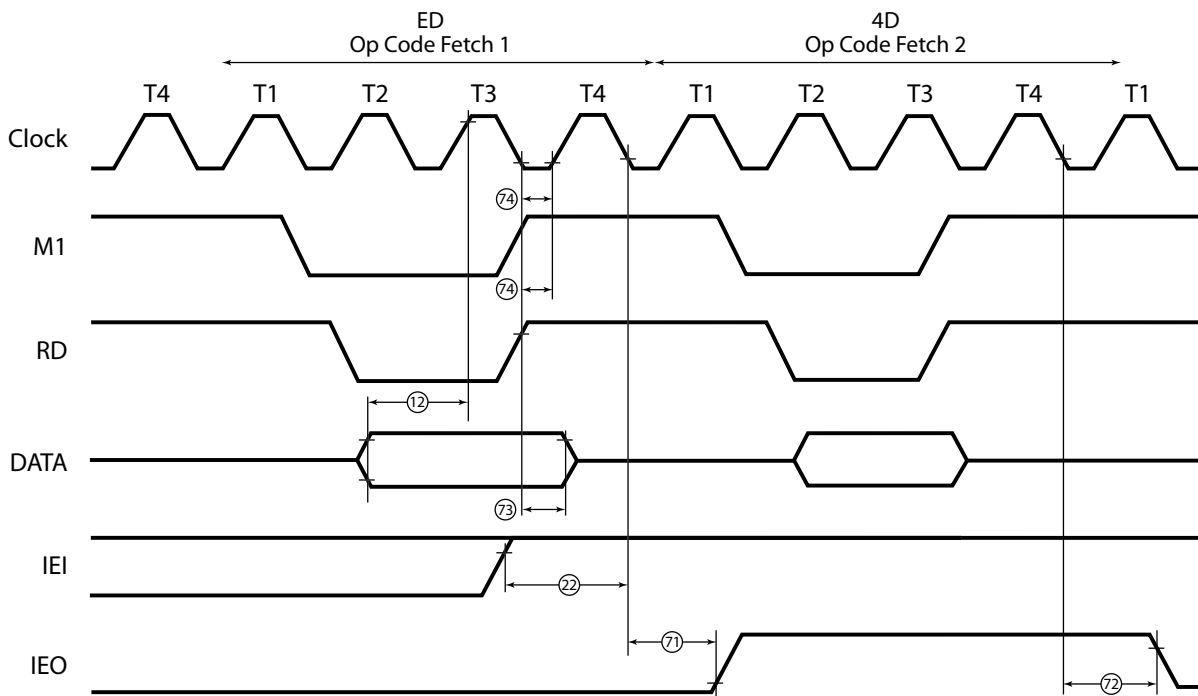 ED
Op Code Fetch 1
4D
Op Code Fetch 2
T4 T1 T2 T3 T4 T1 T2 T3 T4 T1
Clock
74
M1
74
RD
12
DATA
73
IEI
22
71
IEO
72